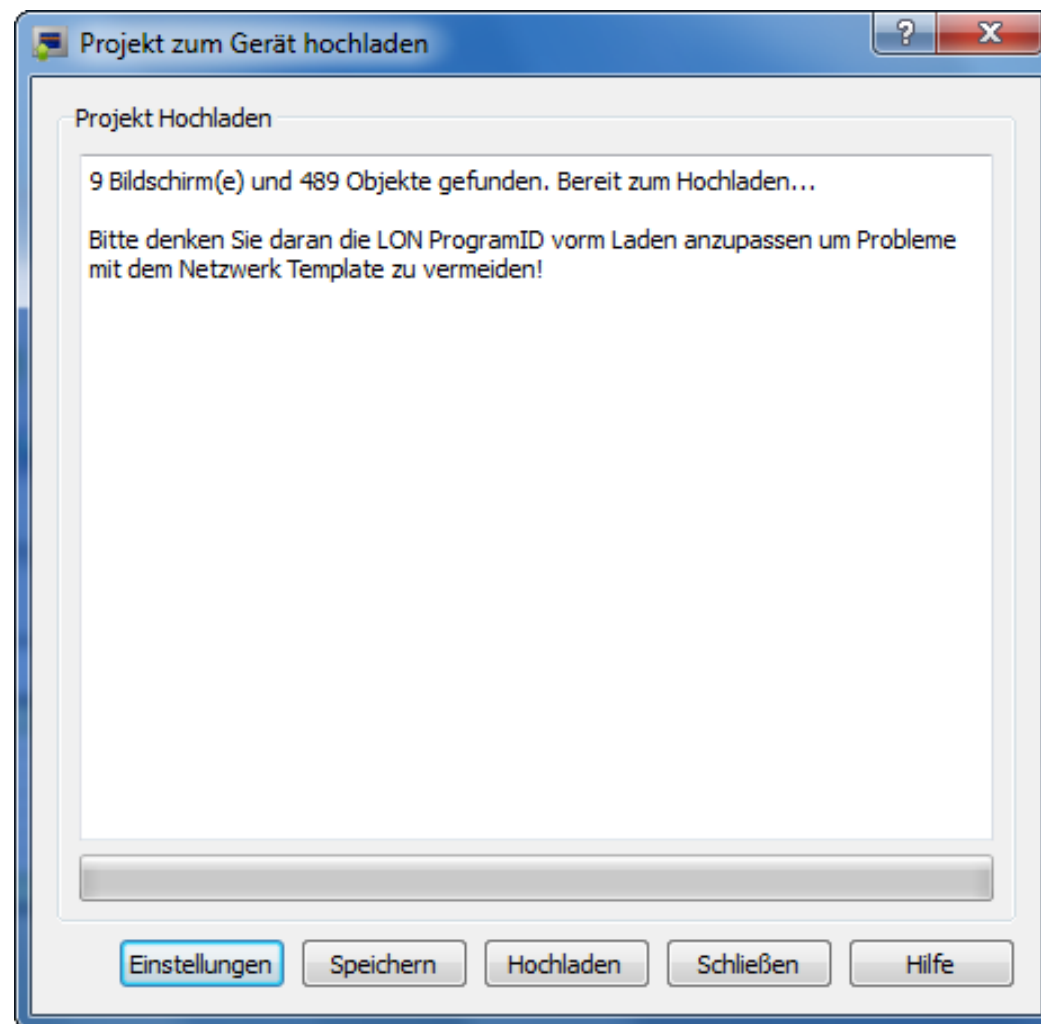 Projekt zum Gerät hochladen
Projekt Hochladen
9 Bildschirm(e) und 489 Objekte gefunden. Bereit zum Hochladen...
Bitte denken Sie daran die LON ProgramID vorm Laden anzupassen um Probleme
mit dem Netzwerk Template zu vermeiden!
Einstellungen Speichern Hochladen Schließen Hilfe